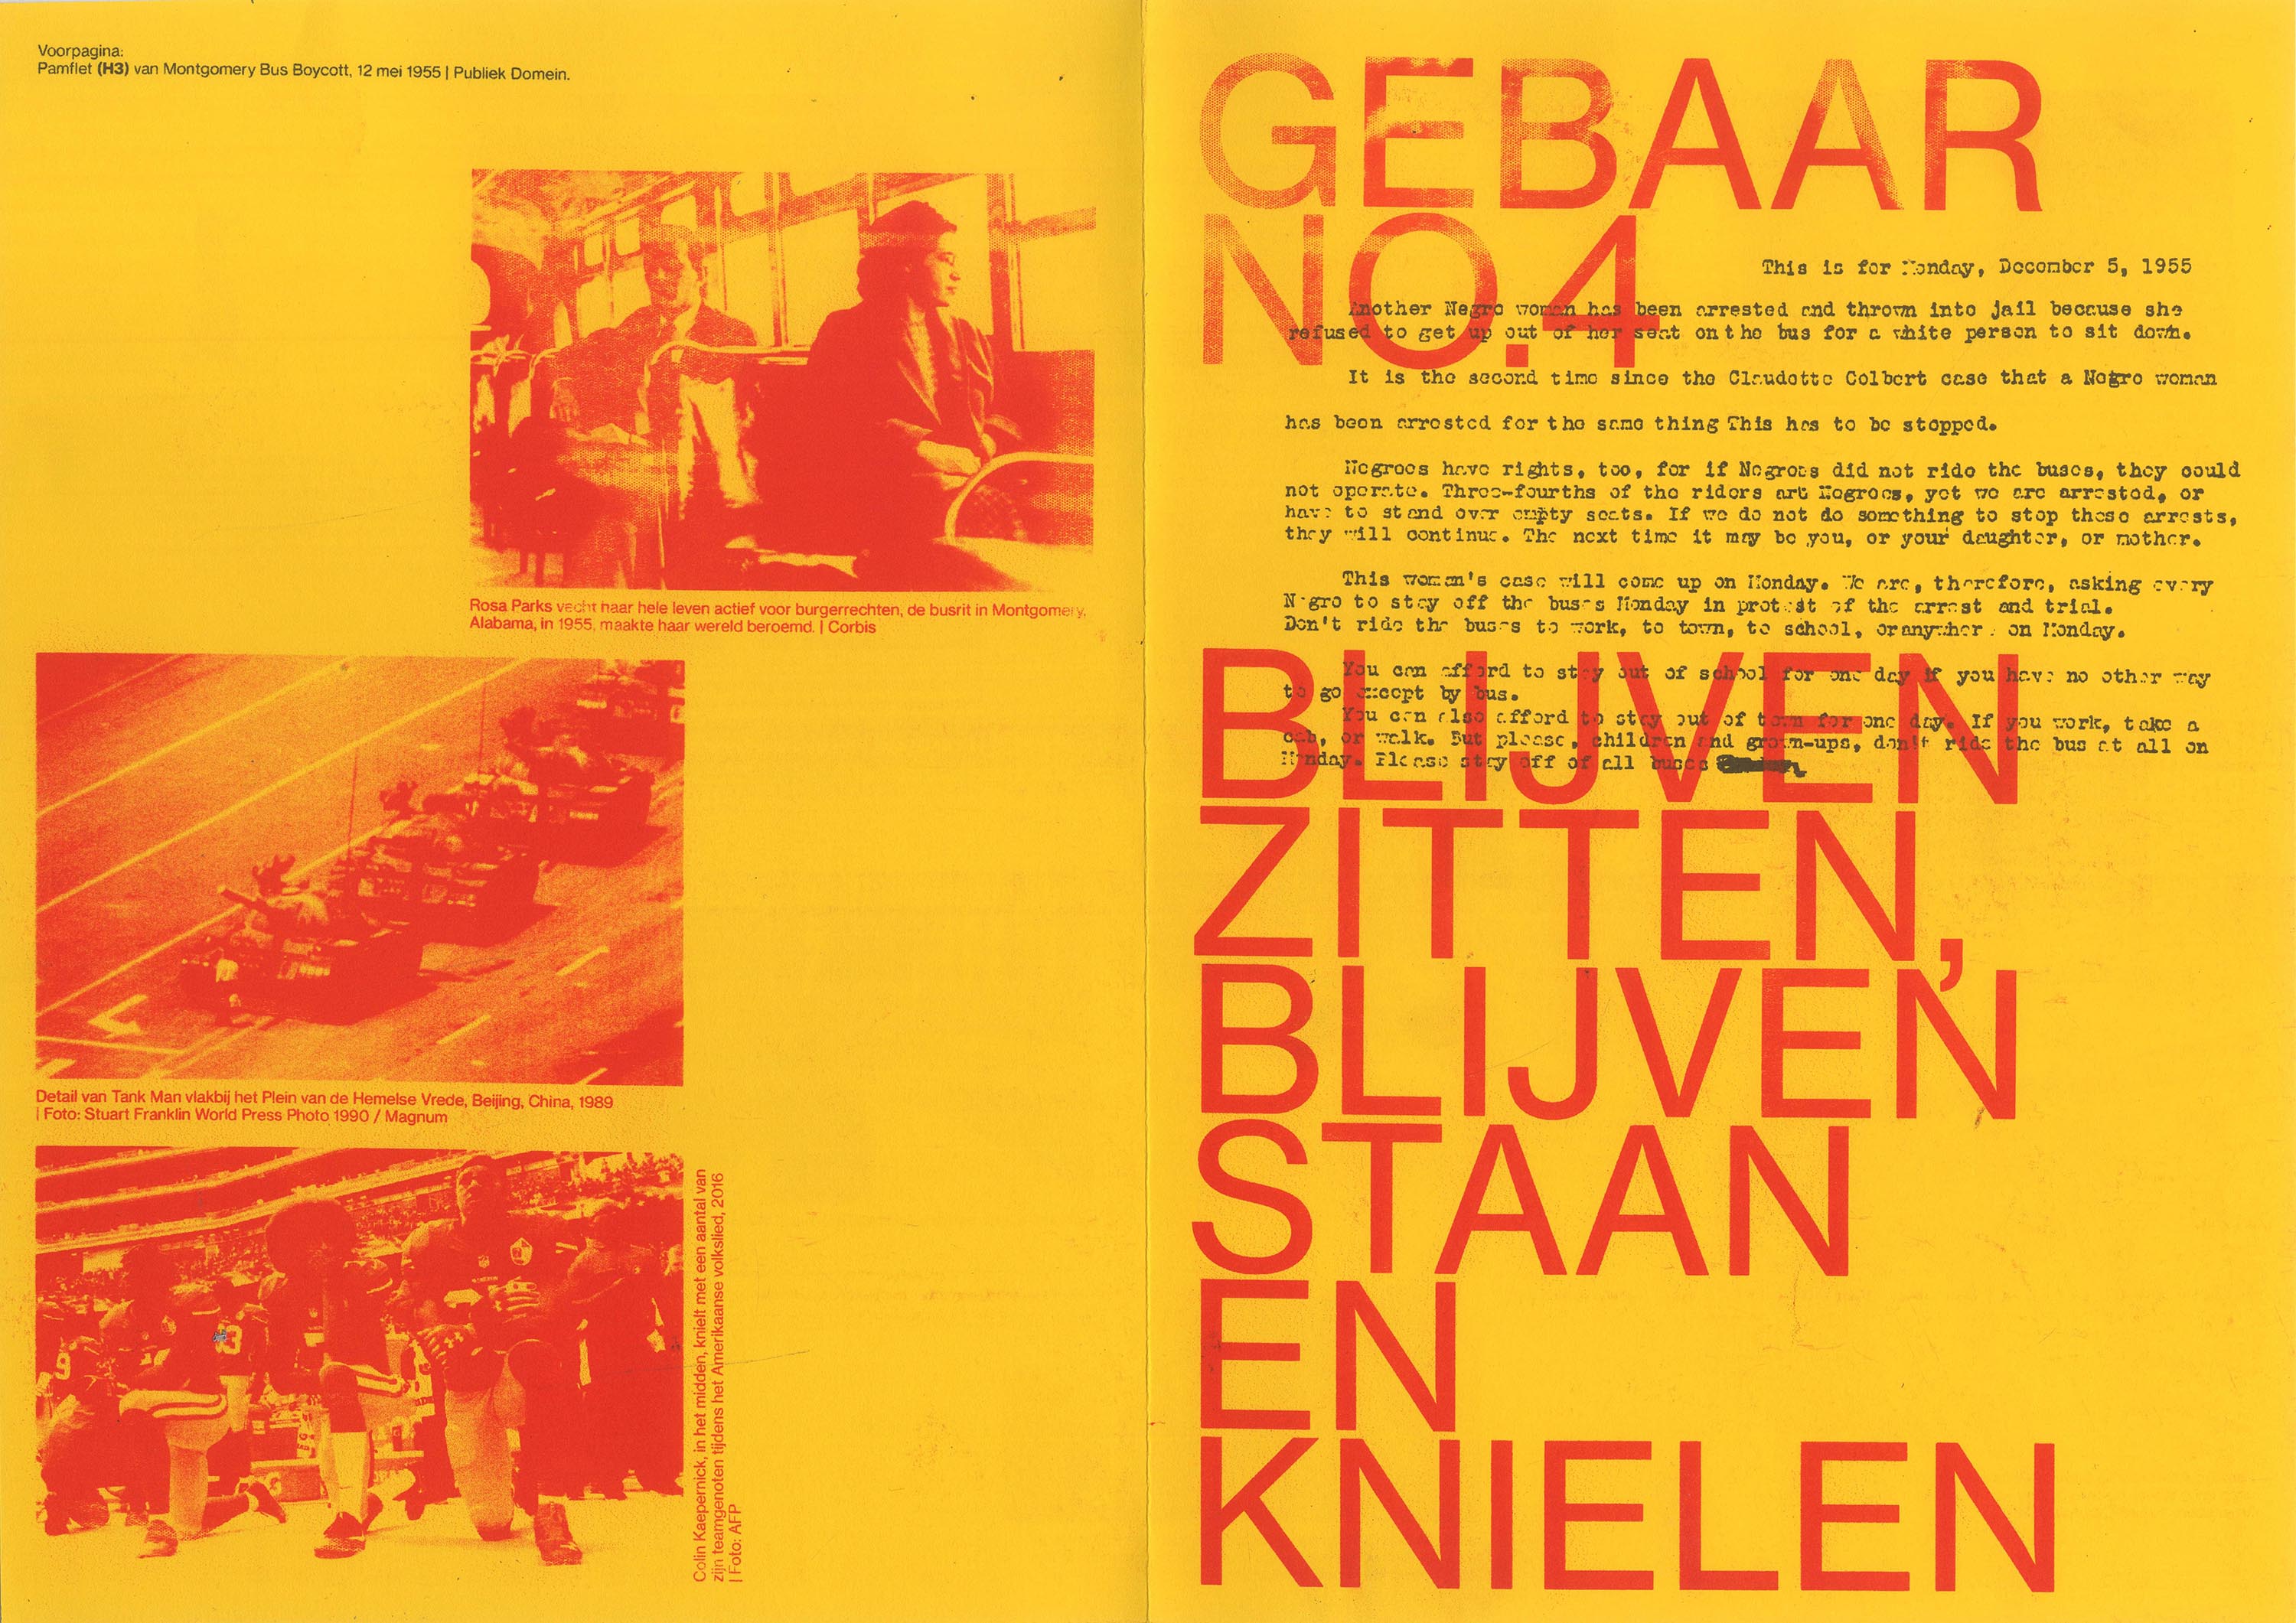 Voorpagina:
Pamflet (H3) van Montgomery Bus Boycott, 12 mei 1955 | Publiek Domein.
Rosa Parks vecht haar hele leven actief voor burgerrechten, de busrit in Montgomery,
Alabama, in 1955, maakte haar wereld beroemd. | Corbis
Detail van Tank Man vlakbij het Plein van de Hemelse Vrede, Beijing, China, 1989
| Foto: Stuart Franklin World Press Photo 1990 / Magnum
Colin Kaepernick, in het midden, knielt met een aantal van
zijn teamgenoten tijdens het Amerikaanse volkslied, 2016
| Foto: AFP
GEBAAR
NO.4
This is for Monday, December 5, 1955
Another Negro woman has been arrested and thrown into jail because she
refused to get up out of her seat on the bus for a white person to sit down.
It is the second time since the Claudette Colbert case that a Negro woman
has been arrested for the same thing This has to be stopped.
Negroes have rights, too, for if Negroes did not ride the buses, they could
not operate. Three-fourths of the riders are Negroes, yet we are arrested, or
have to stand over empty seats. If we do not do something to stop these arrests,
they will continue. The next time it may be you, or your daughter, or mother.
This woman's case will come up on Monday. We are, therefore, asking every
Negro to stay off the buses Monday in protest of the arrest and trial.
Don't ride the buses to work, to town, to school, or anywhere on Monday.
You can afford to stay out of school for one day if you have no other way
to go except by bus.
You can also afford to stay out of town for one day. If you work, take a
cab, or walk. But please, children and grown-ups, don't ride the bus at all on
Monday. Please stay off of all buses
BLIJVEN
ZITTEN,
BLIJVEN
STAAN
EN
KNIELEN